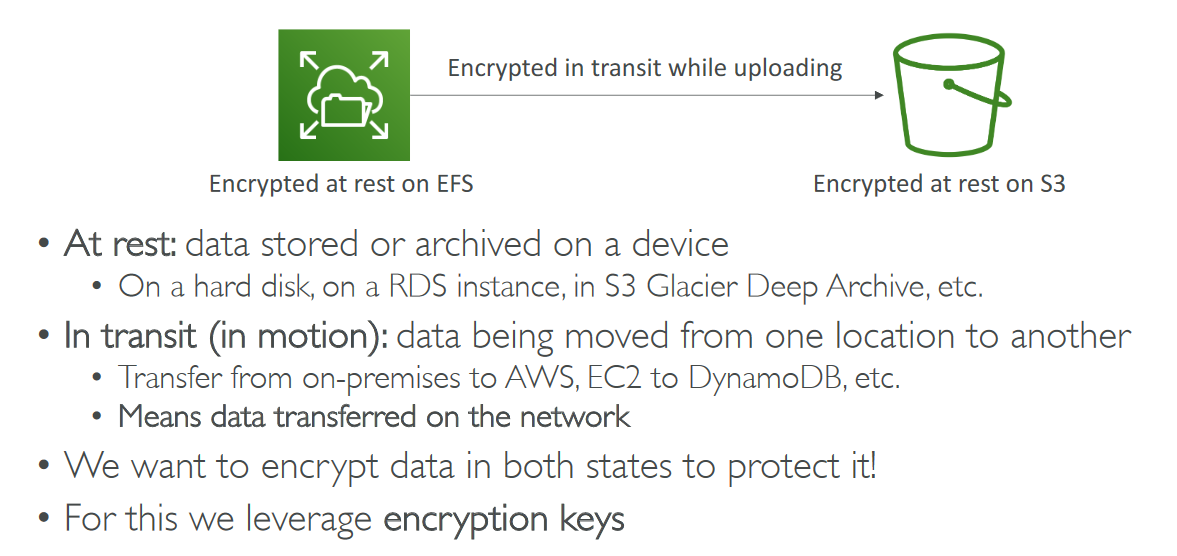 Encrypted in transit while uploading
Encrypted at rest on EFS
Encrypted at rest on S3
• At rest: data stored or archived on a device
• On a hard disk, on a RDS instance, in S3 Glacier Deep Archive, etc.
• In transit (in motion): data being moved from one location to another
• Transfer from on-premises to AWS, EC2 to DynamoDB, etc.
• Means data transferred on the network
• We want to encrypt data in both states to protect it!
• For this we leverage encryption keys